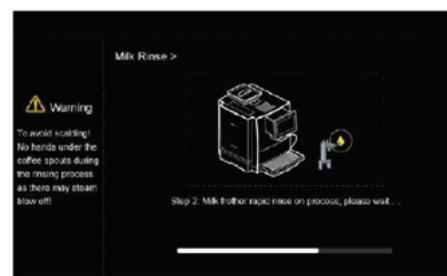 Milk Rinse >
Warning
To avoid scalding!
No hands under the
coffee spouts during
the rinsing process
as there may steam
blow off!
Step 2: Milk frother rapid rinse on process, please wait ...